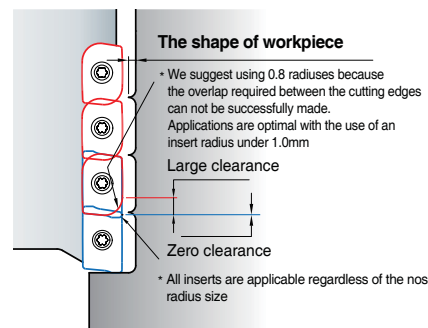 The shape of workpiece
* We suggest using 0.8 radiuses because
the overlap required between the cutting edges
can not be successfully made.
Applications are optimal with the use of an
insert radius under 1.0mm
Large clearance
Zero clearance
* All inserts are applicable regardless of the nos
radius size